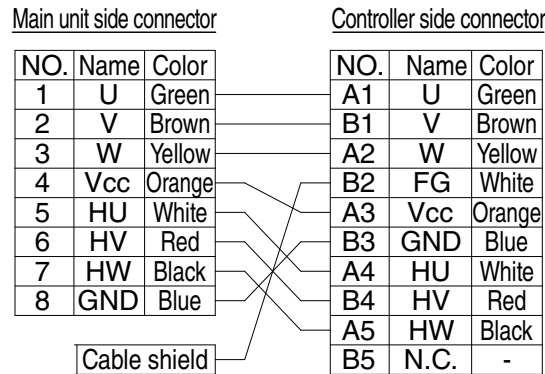 Main unit side connector
NO. Name Color
1 U Green
2 V Brown
3 W Yellow
4 Vcc Orange
5 HU White
6 HV Red
7 HW Black
8 GND Blue
Cable shield
Controller side connector
NO. Name Color
A1 U Green
B1 V Brown
A2 W Yellow
B2 FG White
A3 Vcc Orange
B3 GND Blue
A4 HU White
B4 HV Red
A5 HW Black
B5 N.C. -